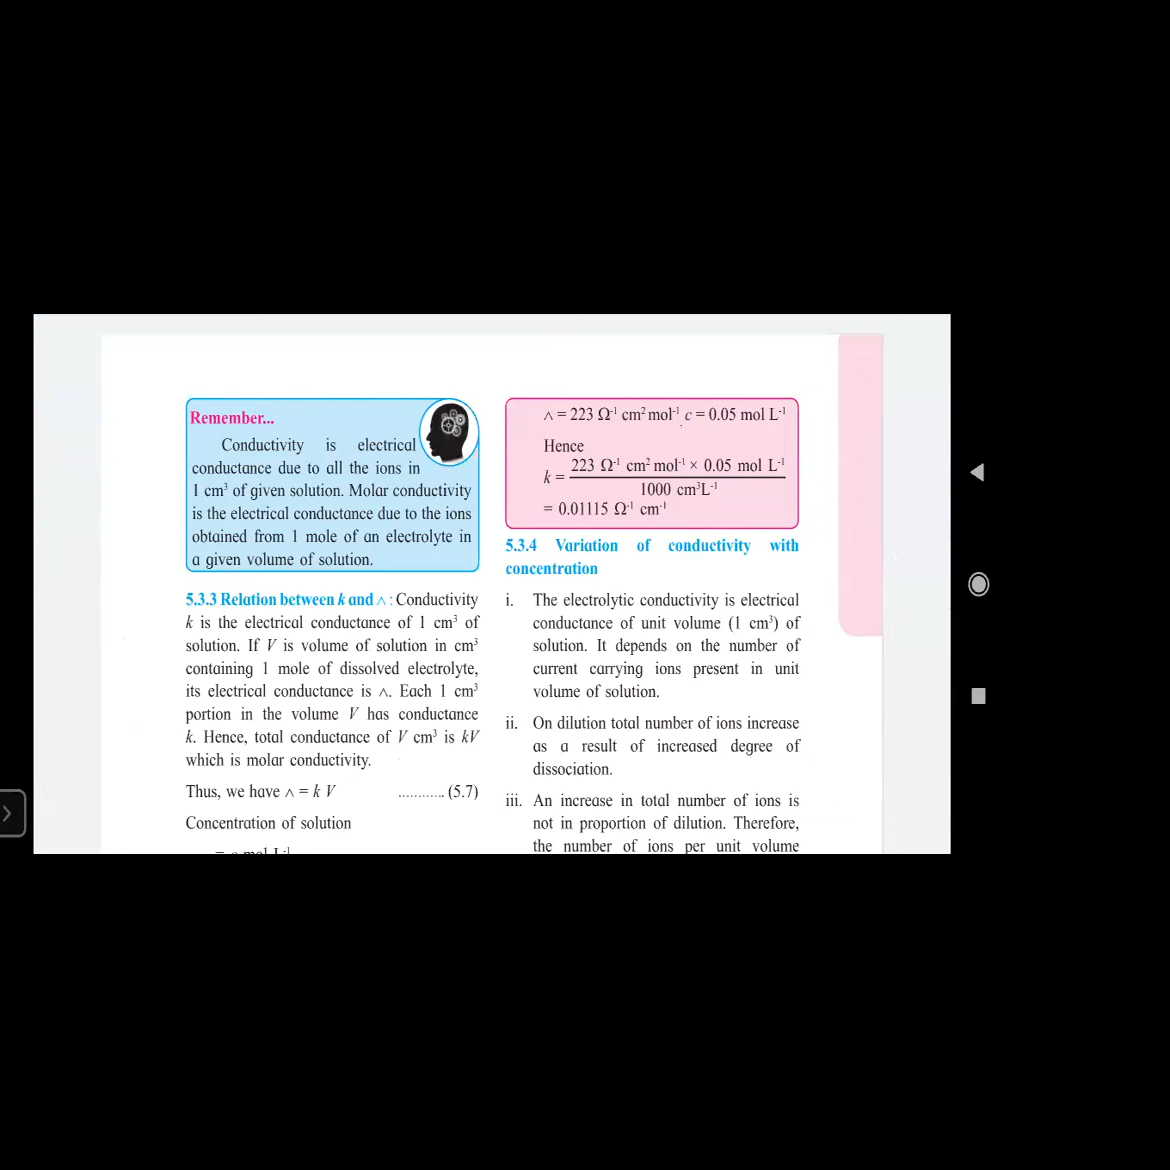 Remember...
Conductivity is electrical
conductance due to all the ions in
1 cm³ of given solution. Molar conductivity
is the electrical conductance due to the ions
obtained from 1 mole of an electrolyte in
a given volume of solution.
5.3.3 Relation between k and ∧ : Conductivity
k is the electrical conductance of 1 cm³ of
solution. If V is volume of solution in cm³
containing 1 mole of dissolved electrolyte,
its electrical conductance is ∧. Each 1 cm³
portion in the volume V has conductance
k. Hence, total conductance of V cm³ is kV
which is molar conductivity.
Thus, we have ∧ = k V ........... (5.7)
Concentration of solution
= c mol L⁻¹
∧ = 223 Ω⁻¹ cm² mol⁻¹ c = 0.05 mol L⁻¹
Hence
k = 223 Ω⁻¹ cm² mol⁻¹ × 0.05 mol L⁻¹
1000 cm³L⁻¹
= 0.01115 Ω⁻¹ cm⁻¹
5.3.4 Variation of conductivity with
concentration
i. The electrolytic conductivity is electrical
conductance of unit volume (1 cm³) of
solution. It depends on the number of
current carrying ions present in unit
volume of solution.
ii. On dilution total number of ions increase
as a result of increased degree of
dissociation.
iii. An increase in total number of ions is
not in proportion of dilution. Therefore,
the number of ions per unit volume